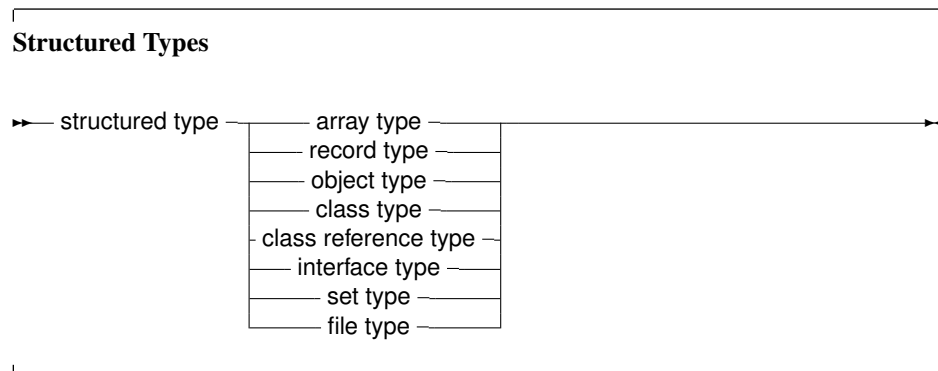 Structured Types
structured type array type
record type
object type
class type
class reference type
interface type
set type
file type